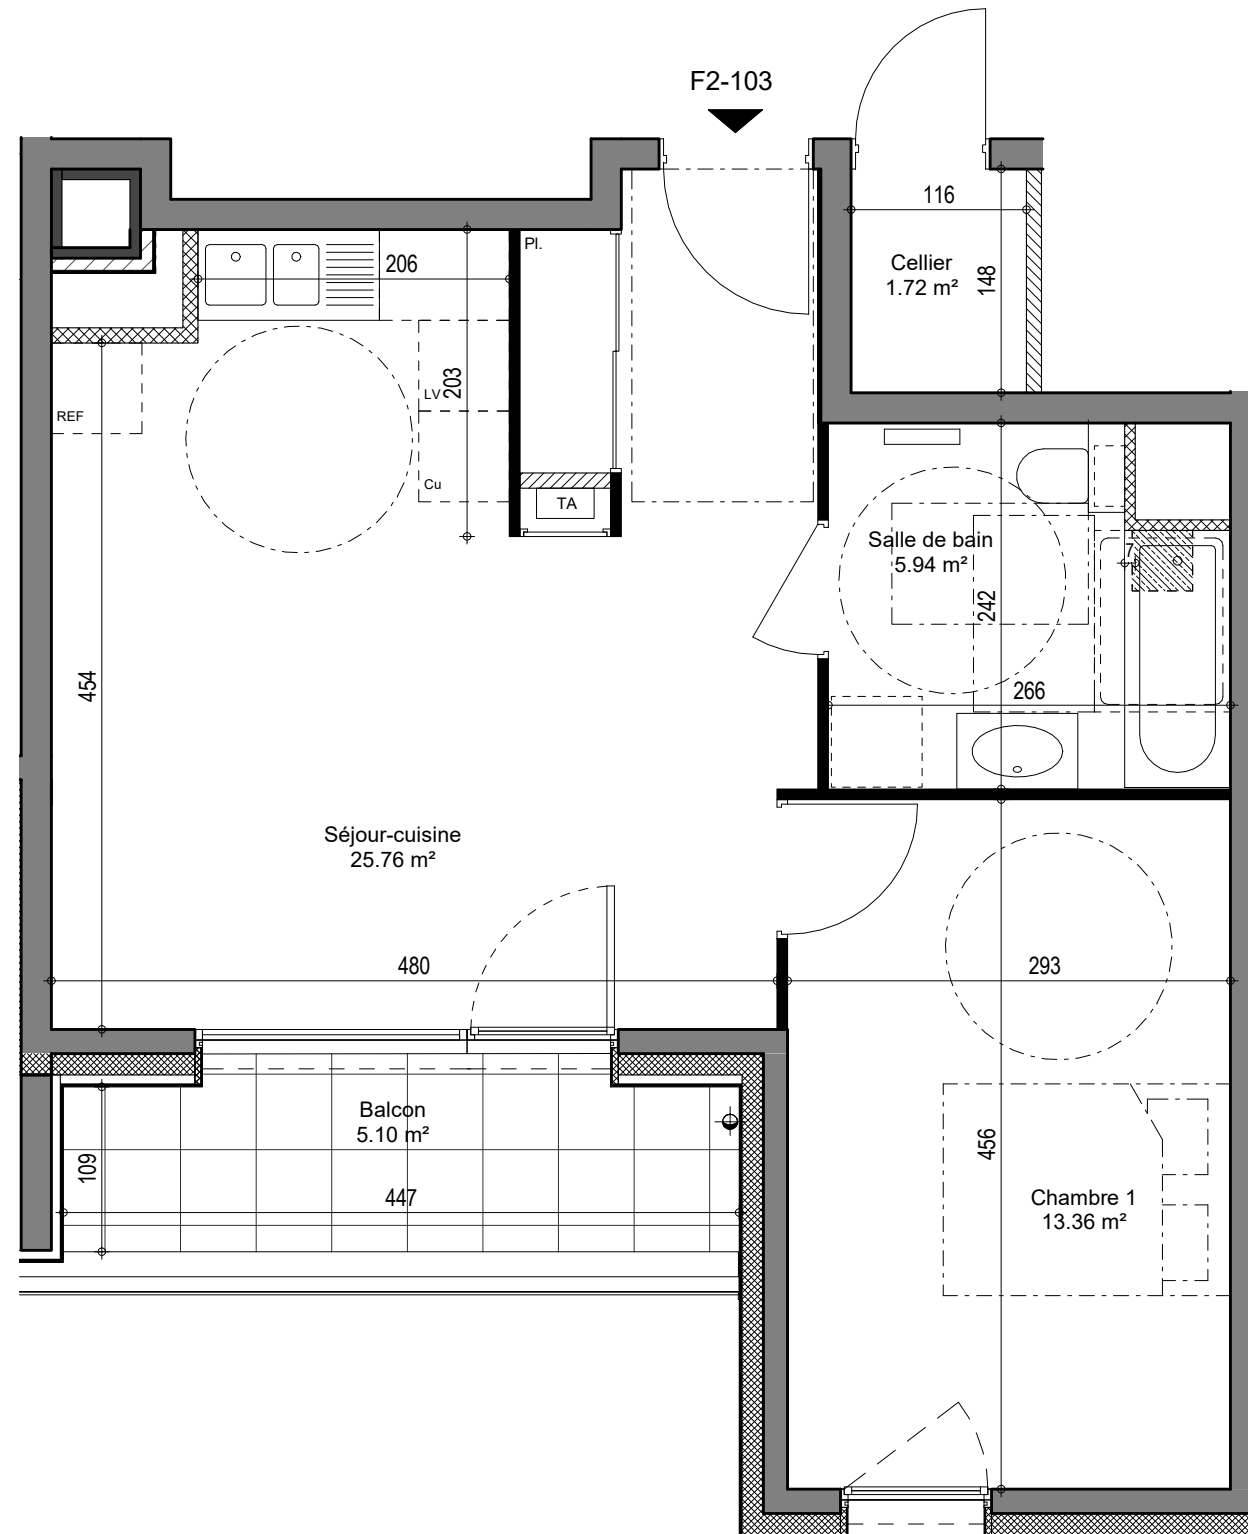 F2-103
116
Cellier
1.72 m²
148
Pl.
206
203
LV
REF
Cu
TA
Salle de bain
5.94 m²
7
242
266
454
Séjour-cuisine
25.76 m²
480
293
Balcon
5.10 m²
109
447
456
Chambre 1
13.36 m²